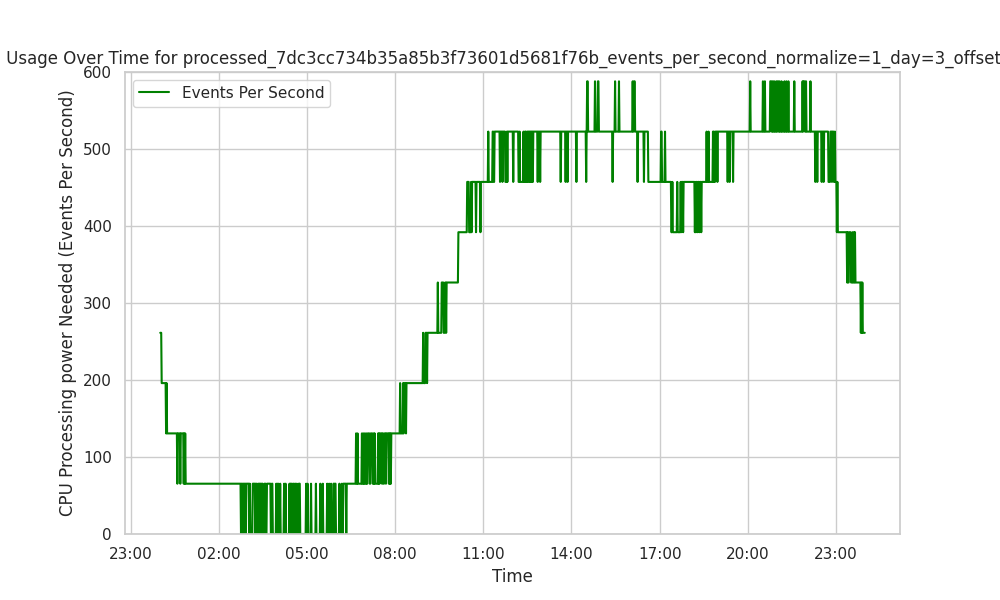 Usage Over Time for processed_7dc3cc734b35a85b3f73601d5681f76b_events_per_second_normalize=1_day=3_offset
Events Per Second
CPU Processing power Needed (Events Per Second)
600
500
400
300
200
100
0
23:00 02:00 05:00 08:00 11:00 14:00 17:00 20:00 23:00
Time